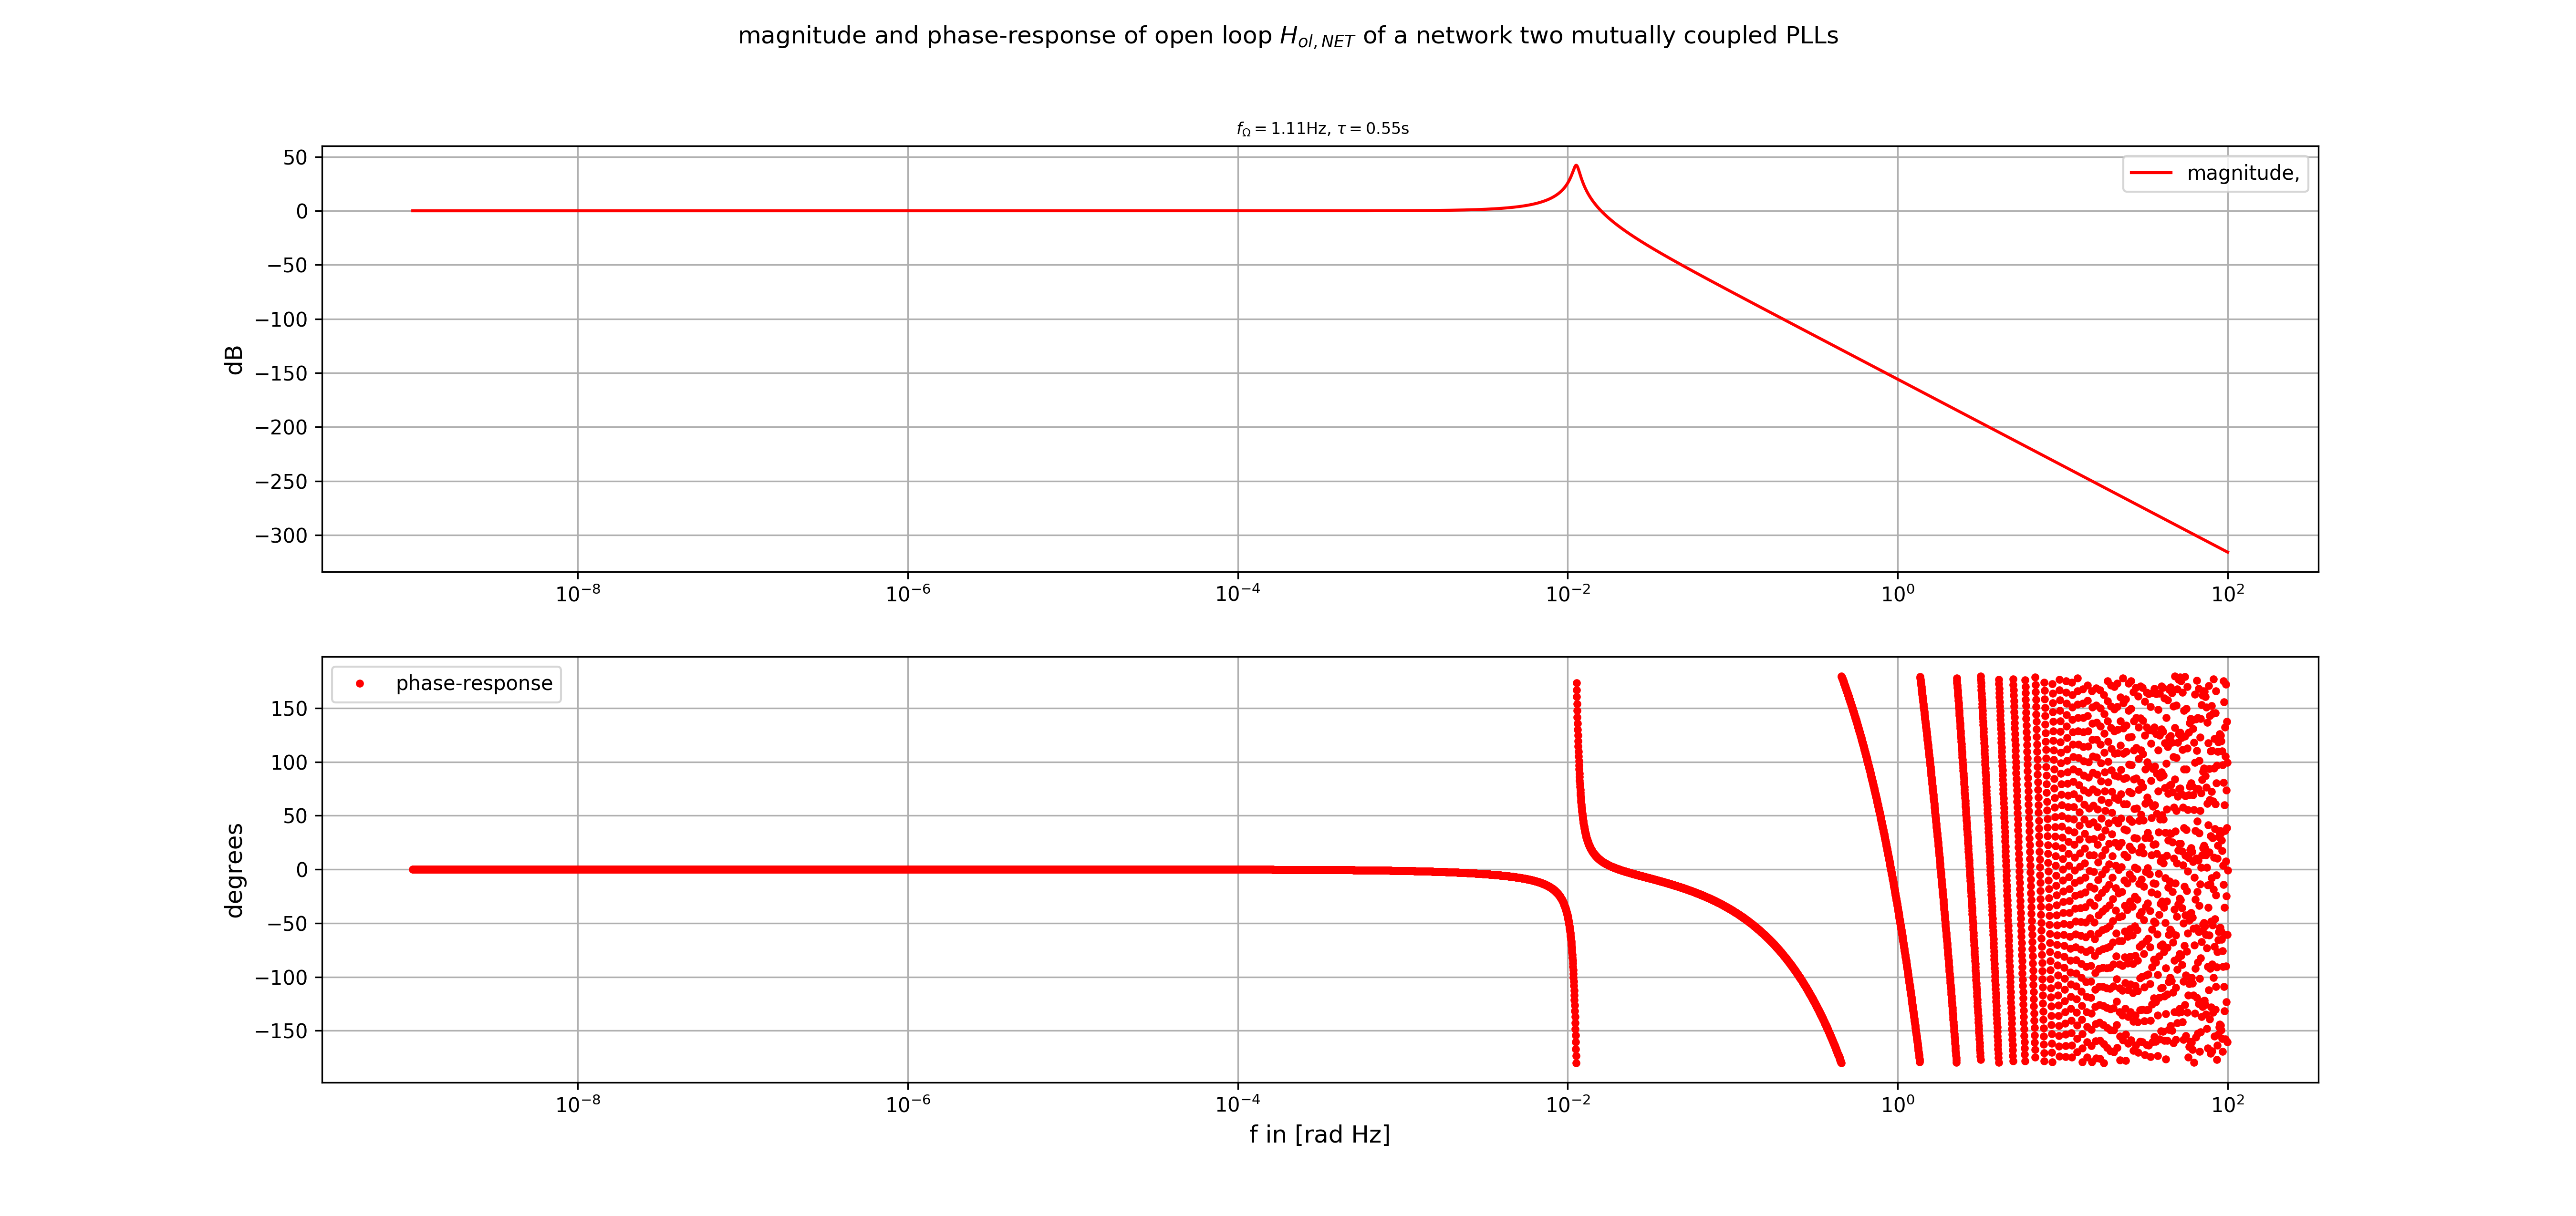 magnitude and phase-response of open loop H_{ol,NET} of a network two mutually coupled PLLs
f_Ω = 1.11Hz, τ = 0.55s
50
0
−50
−100
−150
−200
−250
−300
dB
magnitude,
10^{−8} 10^{−6} 10^{−4} 10^{−2} 10^{0} 10^{2}
150
100
50
0
−50
−100
−150
degrees
phase-response
10^{−8} 10^{−6} 10^{−4} 10^{−2} 10^{0} 10^{2}
f in [rad Hz]